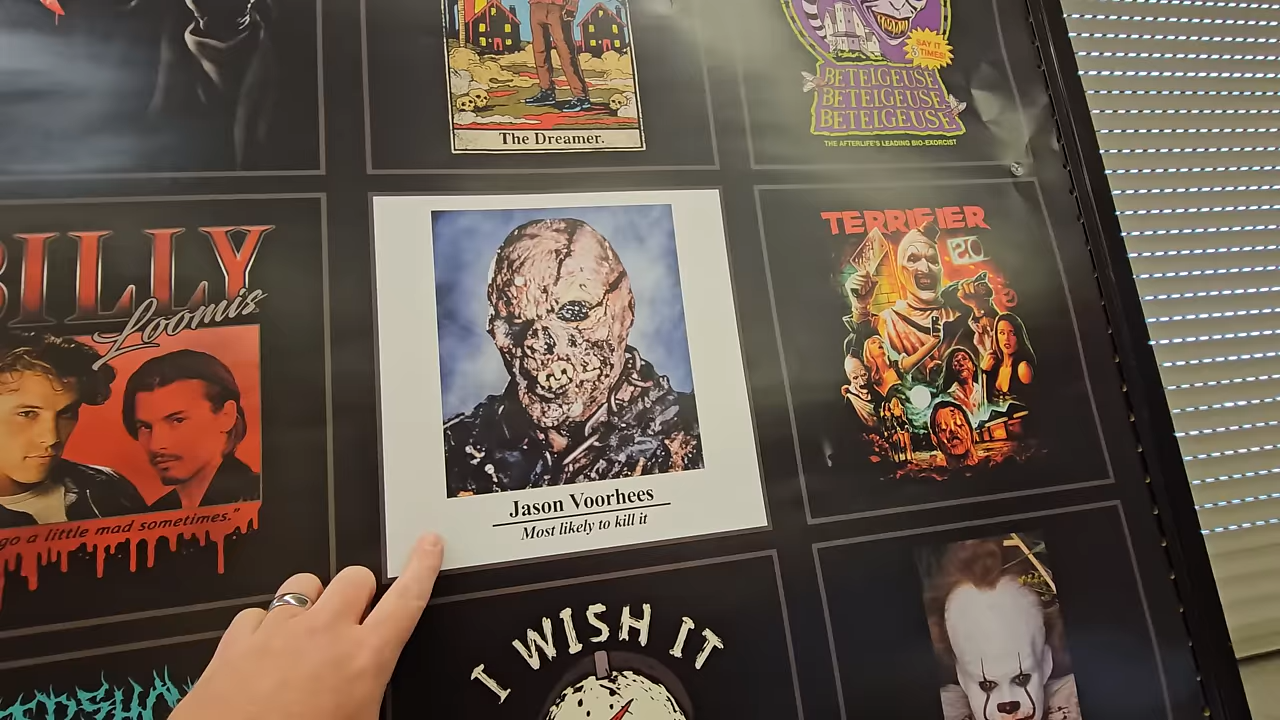 The Dreamer.
SAY IT
3 TIMES!
BETELGEUSE
BETELGEUSE
BETELGEUSE
THE AFTERLIFE'S LEADING BIO-EXORCIST
BILLY
Loomis
go a little mad sometimes."
Jason Voorhees
Most likely to kill it
TERRIFIER
I WISH IT